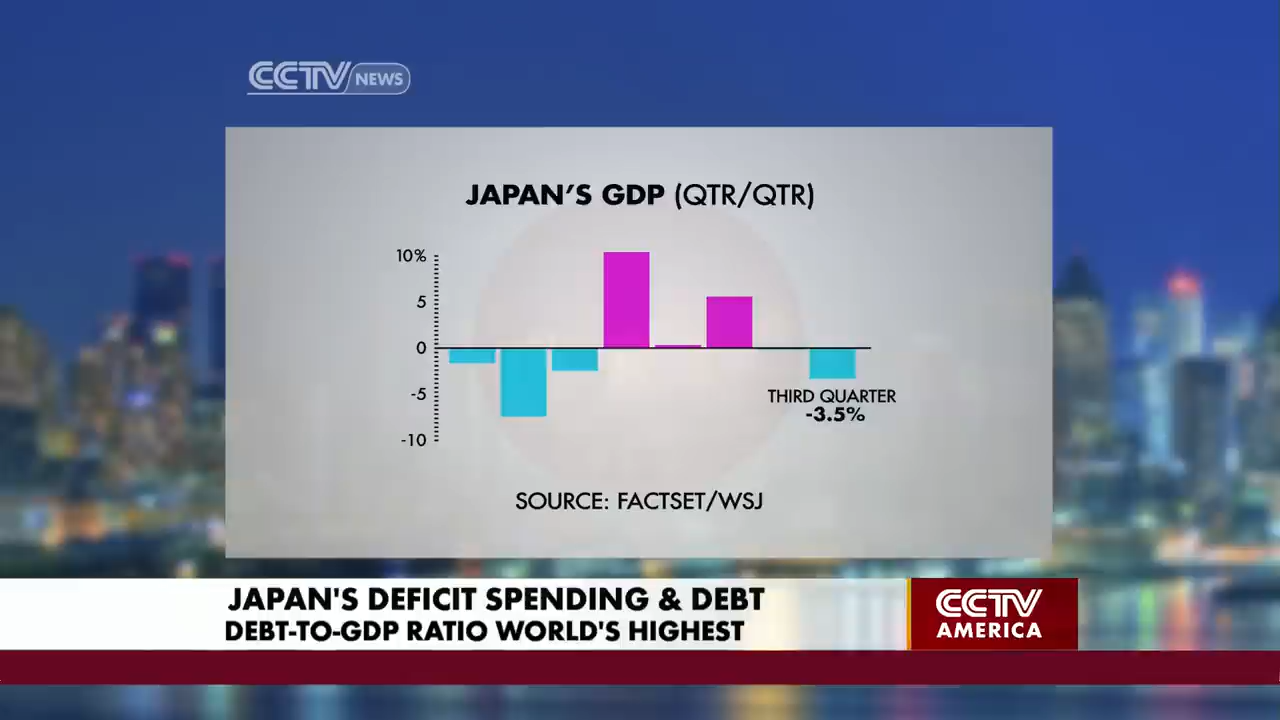 CCTV NEWS
JAPAN'S GDP (QTR/QTR)
10%
5
0
-5
-10
THIRD QUARTER
-3.5%
SOURCE: FACTSET/WSJ
JAPAN'S DEFICIT SPENDING & DEBT
DEBT-TO-GDP RATIO WORLD'S HIGHEST
CCTV
AMERICA